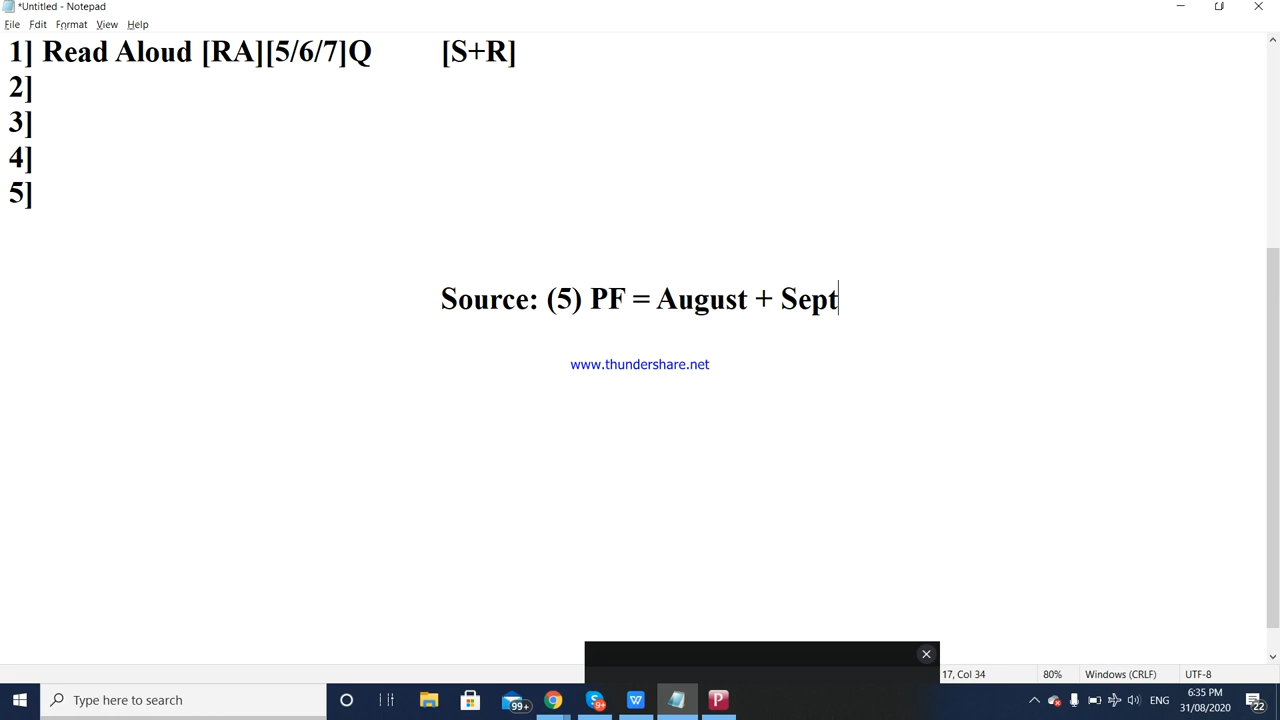 *Untitled - Notepad
File Edit Format View Help
1] Read Aloud [RA][5/6/7]Q [S+R]
2]
3]
4]
5]
Source: (5) PF = August + Sept
www.thundershare.net
17, Col 34 80% Windows (CRLF) UTF-8
Type here to search 99+ 9+ W P ENG 6:35 PM 31/08/2020 22